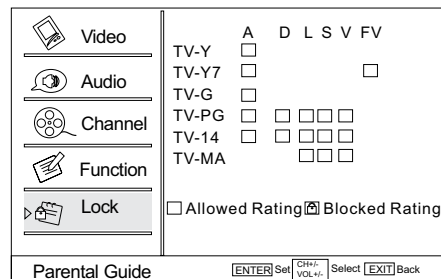 Video
Audio
Channel
Function
Lock
A D L S V FV
TV-Y
TV-Y7
TV-G
TV-PG
TV-14
TV-MA
Allowed Rating Blocked Rating
Parental Guide
ENTER Set CH+/- VOL+/- Select EXIT Back